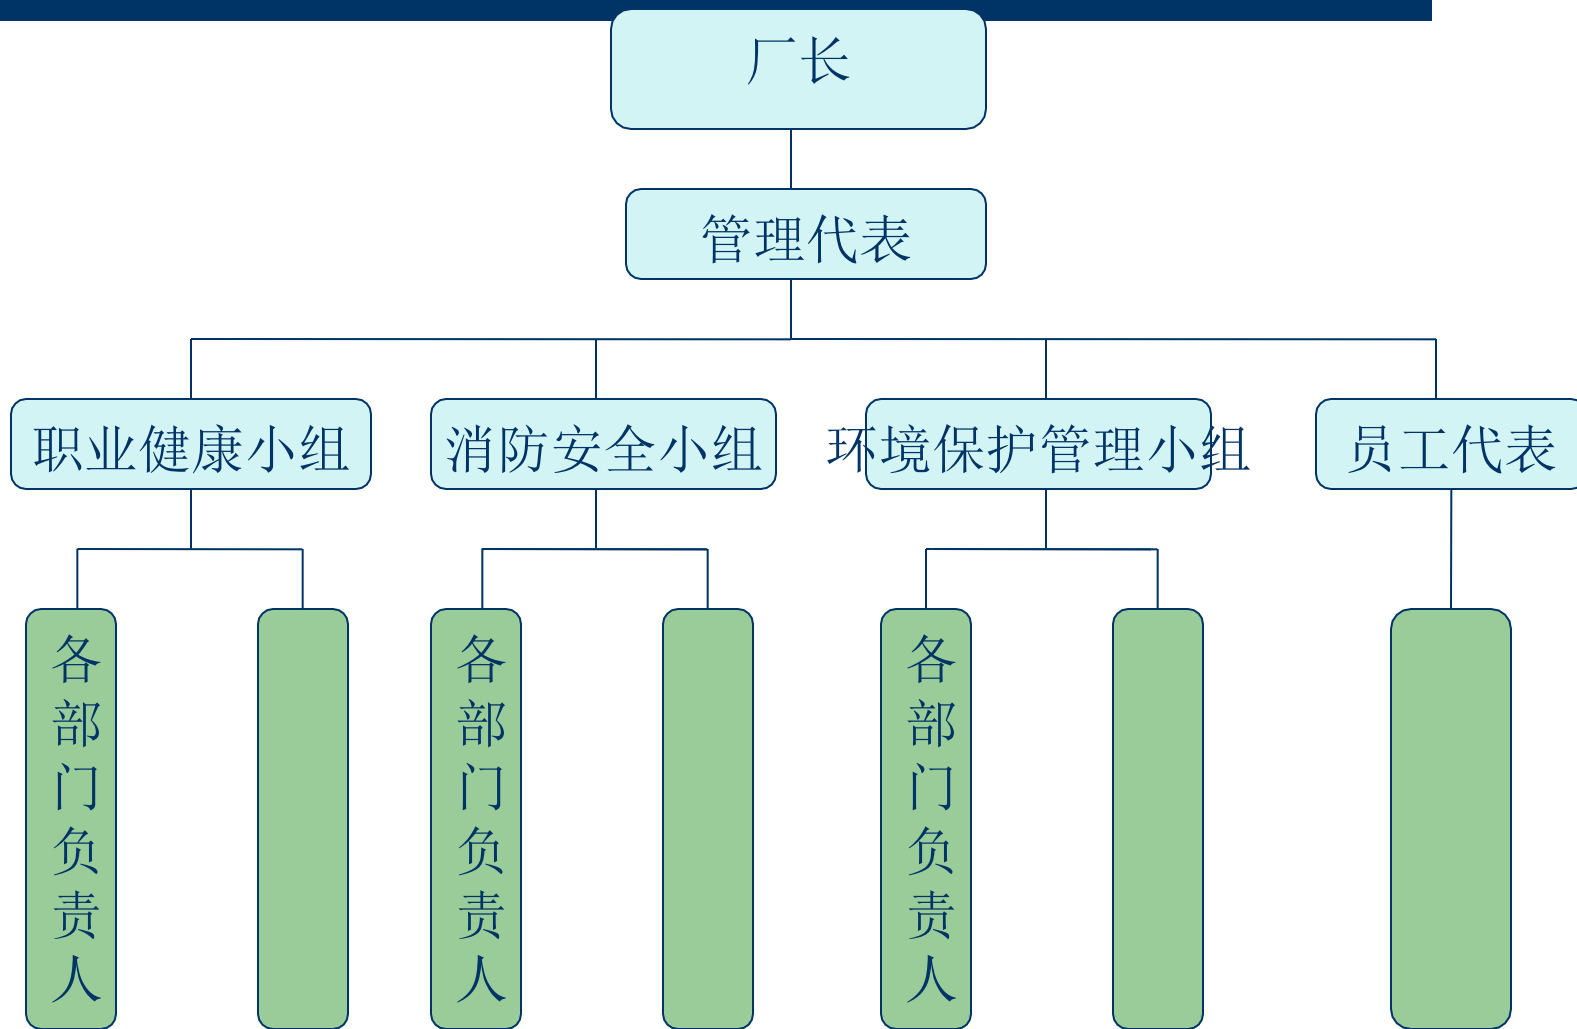 厂长
管理代表
职业健康小组
消防安全小组
环境保护管理小组
员工代表
各部门负责人
各部门负责人
各部门负责人